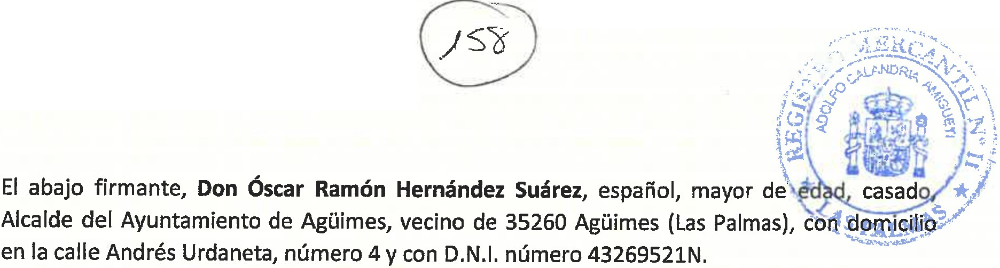 158
REGISTRO MERCANTIL Nº II
ADOLFO CALANDRIA AMIGUETI
LAS PALMAS
El abajo firmante, Don Óscar Ramón Hernández Suárez, español, mayor de edad, casado,
Alcalde del Ayuntamiento de Agüimes, vecino de 35260 Agüimes (Las Palmas), con domicilio
en la calle Andrés Urdaneta, número 4 y con D.N.I. número 43269521N.